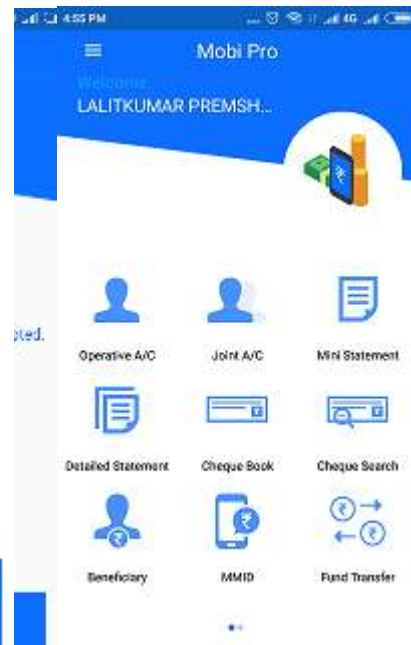 4:55 PM
4G
Mobi Pro
Welcome,
LALITKUMAR PREMSH...
pted.
Operative A/C
Joint A/C
Mini Statement
Detailed Statement
Cheque Book
Cheque Search
Beneficiary
MMID
Fund Transfer